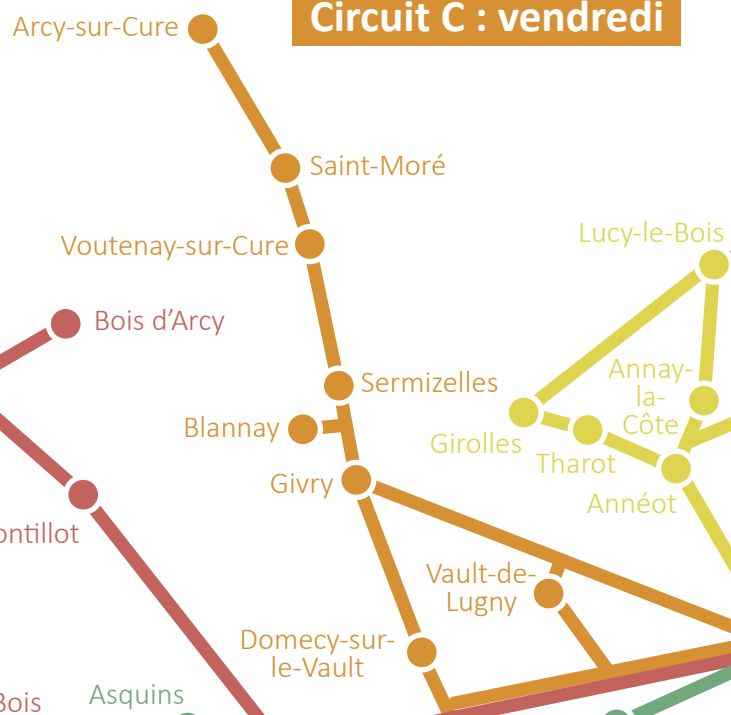 Circuit C : vendredi
Arcy-sur-Cure
Saint-Moré
Lucy-le-Bois
Voutenay-sur-Cure
Bois d’Arcy
Annay-
la-
Côte
Sermizelles
Blannay
Girolles
Tharot
Givry
Annéot
ontillot
Vault-de-
Lugny
Domecy-sur-
le-Vault
Asquins
Bois